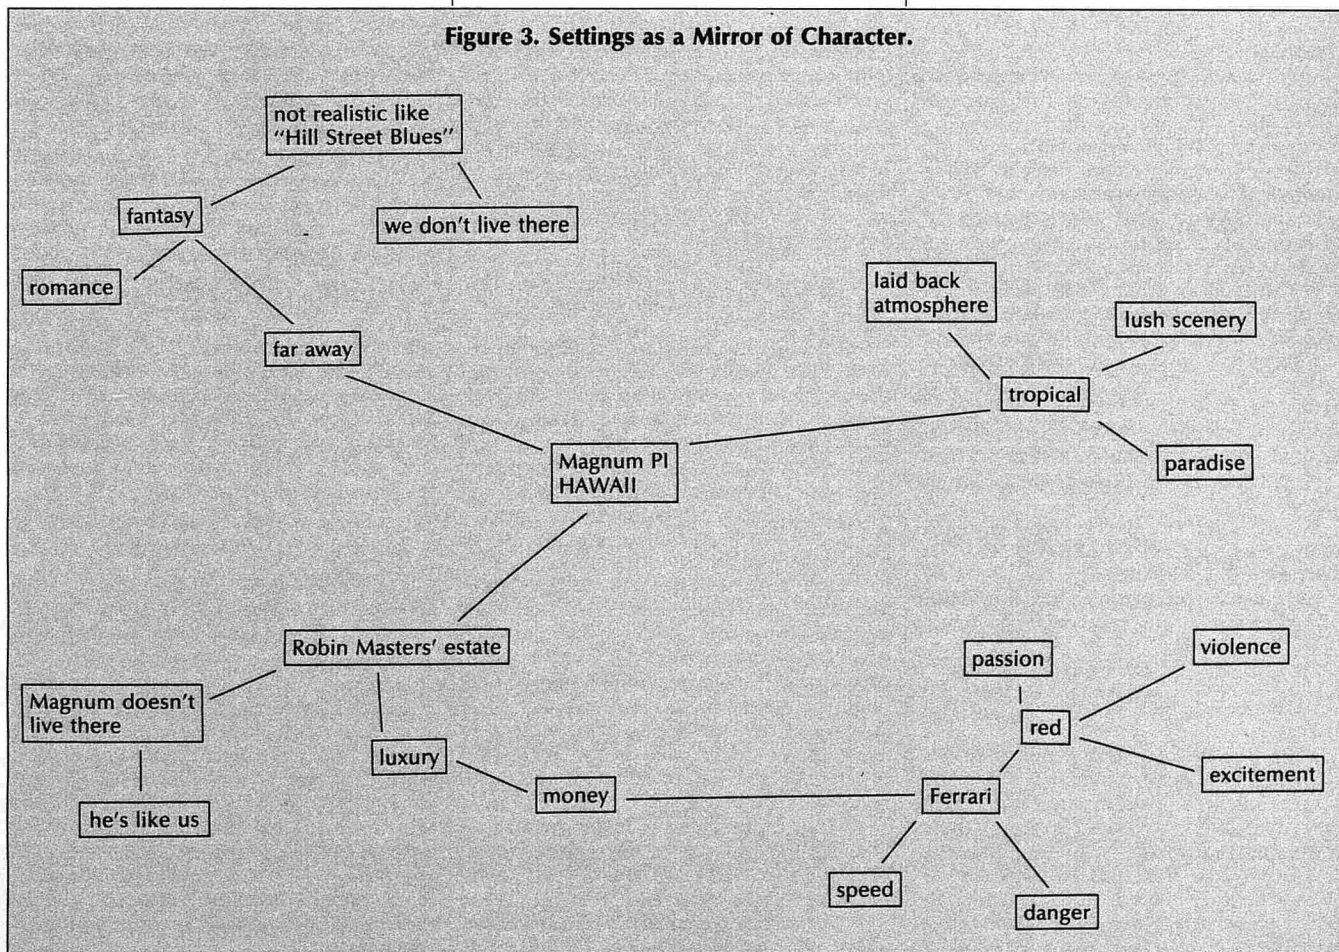 Figure 3. Settings as a Mirror of Character.
not realistic like
"Hill Street Blues"
fantasy
we don't live there
romance
far away
laid back
atmosphere
lush scenery
tropical
paradise
Magnum PI
HAWAII
Robin Masters' estate
Magnum doesn't
live there
he's like us
luxury
money
passion
violence
red
excitement
Ferrari
speed
danger